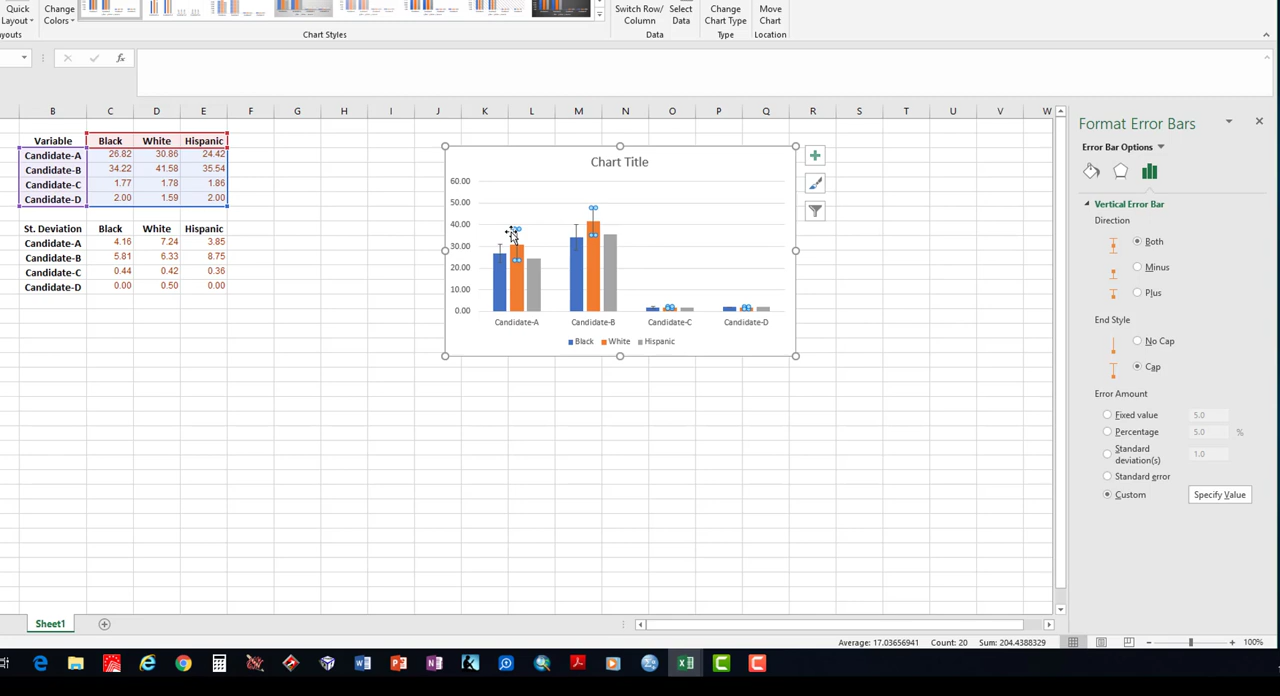 Quick Layout
Change Colors
Switch Row/ Column
Select Data
Change Chart Type
Move Chart
Chart Styles
Data
Type
Location
fx
B C D E F G H I J K L M N O P Q R S T U V W
Variable Black White Hispanic
Candidate-A 26.82 30.86 24.42
Candidate-B 34.22 41.58 35.54
Candidate-C 1.77 1.78 1.86
Candidate-D 2.00 1.59 2.00
St. Deviation Black White Hispanic
Candidate-A 4.16 7.24 3.85
Candidate-B 5.81 6.33 8.75
Candidate-C 0.44 0.42 0.36
Candidate-D 0.00 0.50 0.00
Chart Title
60.00
50.00
40.00
30.00
20.00
10.00
0.00
Candidate-A Candidate-B Candidate-C Candidate-D
Black White Hispanic
Format Error Bars
Error Bar Options
Vertical Error Bar
Direction
Both
Minus
Plus
End Style
No Cap
Cap
Error Amount
Fixed value 5.0
Percentage 5.0 %
Standard deviation(s) 1.0
Standard error
Custom Specify Value
Sheet1
Average: 17.03656941 Count: 20 Sum: 204.4388329 100%